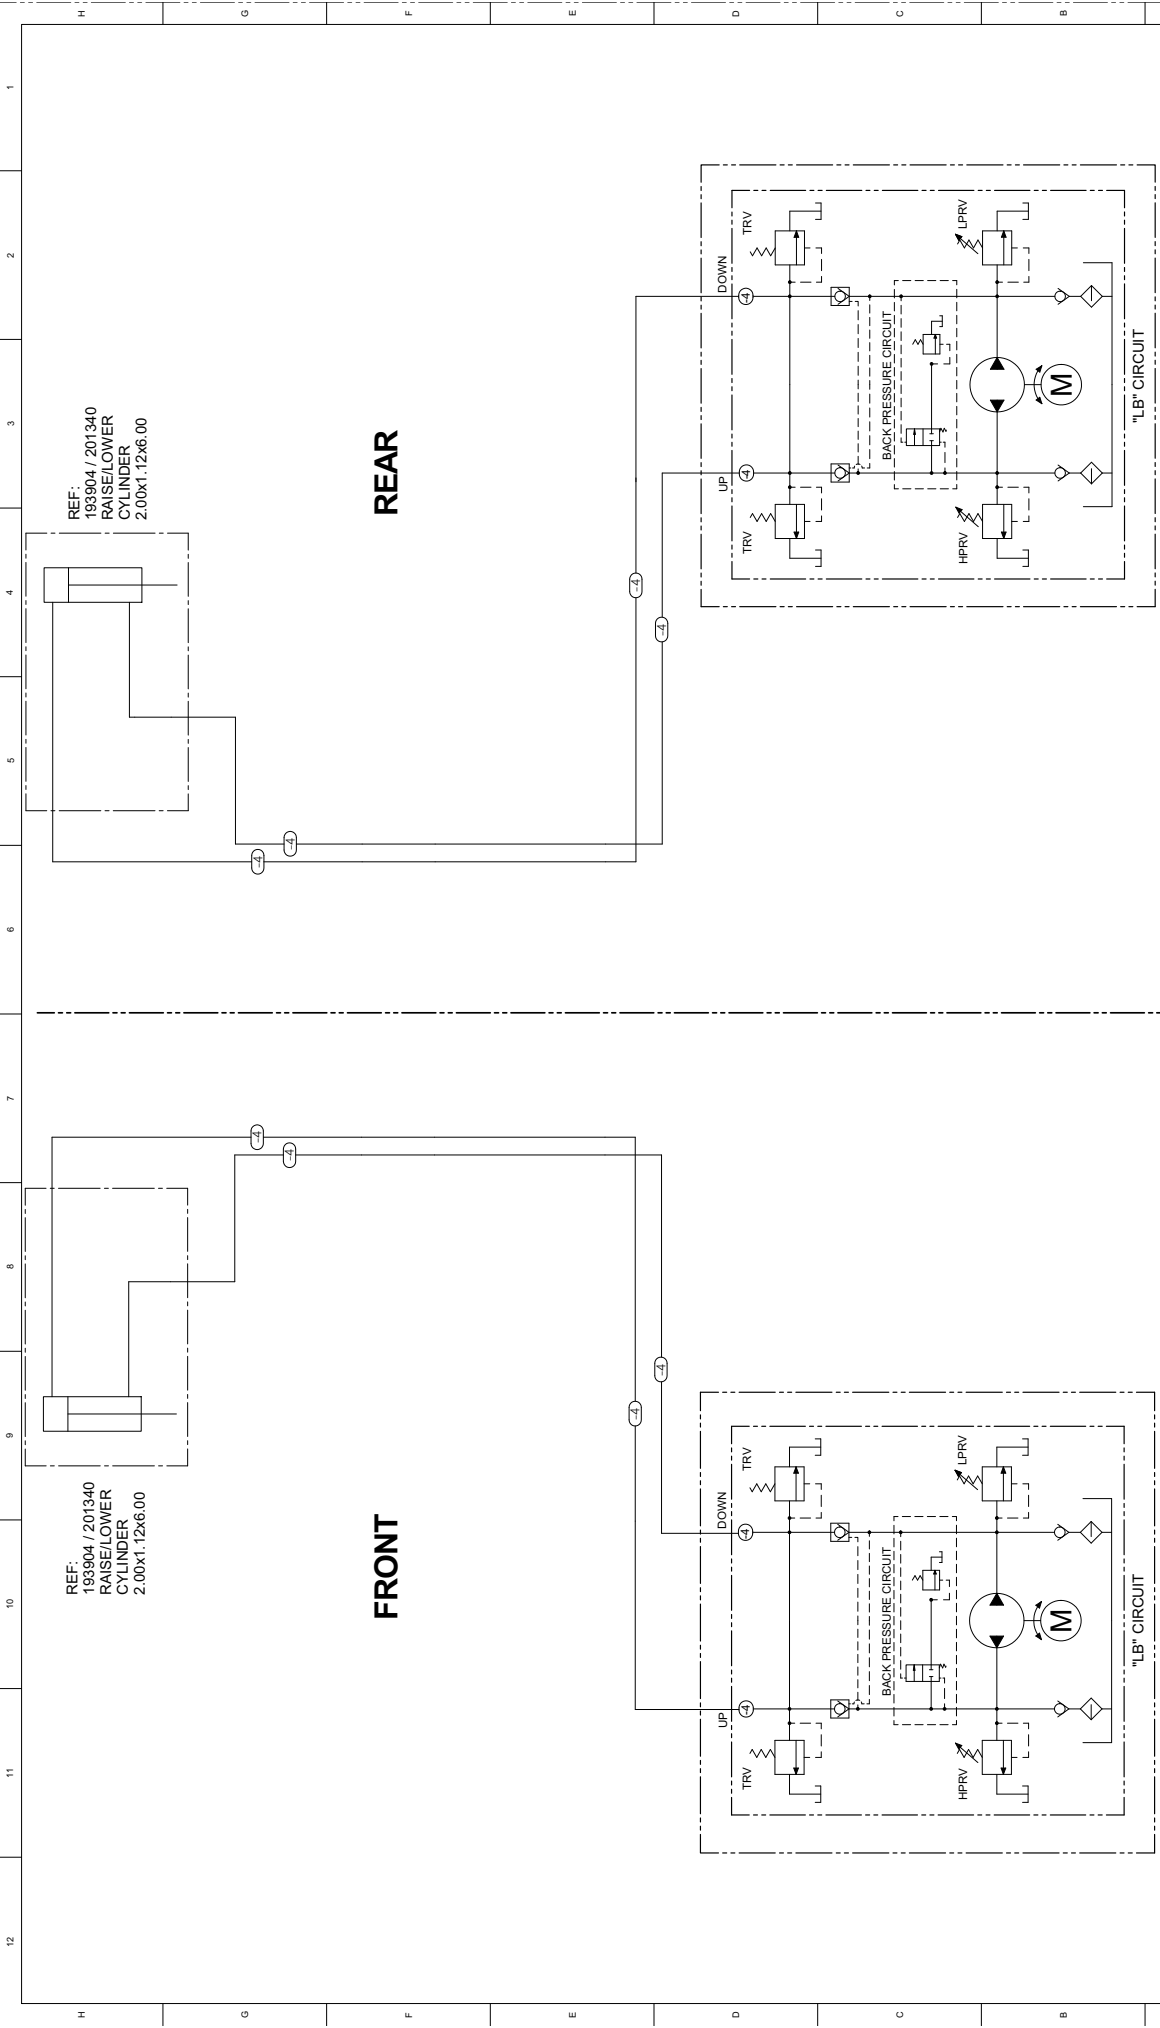 12 11 10 9 8 7 6 5 4 3 2 1
H
H
REF:
193904 / 201340
RAISE/LOWER
CYLINDER
2.00x1.12x6.00
REF:
193904 / 201340
RAISE/LOWER
CYLINDER
2.00x1.12x6.00
G
G
-4
-4
-4
-4
F
F
FRONT
REAR
E
E
-4
-4
-4
-4
D
D
UP
DOWN
-4
-4
TRV
TRV
UP
DOWN
-4
-4
TRV
TRV
C
C
BACK PRESSURE CIRCUIT
BACK PRESSURE CIRCUIT
HPRV
LPRV
HPRV
LPRV
B
B
M
M
"LB" CIRCUIT
"LB" CIRCUIT